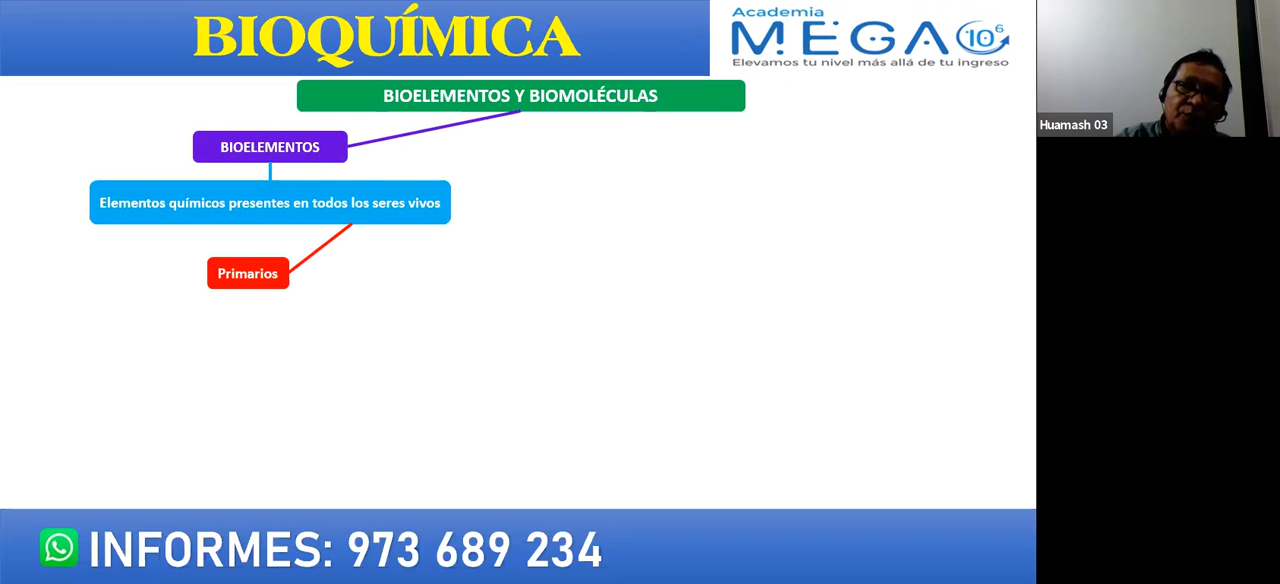 BIOQUÍMICA
Academia
MEGA 10⁶
Elevamos tu nivel más allá de tu ingreso
BIOELEMENTOS Y BIOMOLÉCULAS
Huamash 03
BIOELEMENTOS
Elementos químicos presentes en todos los seres vivos
Primarios
INFORMES: 973 689 234